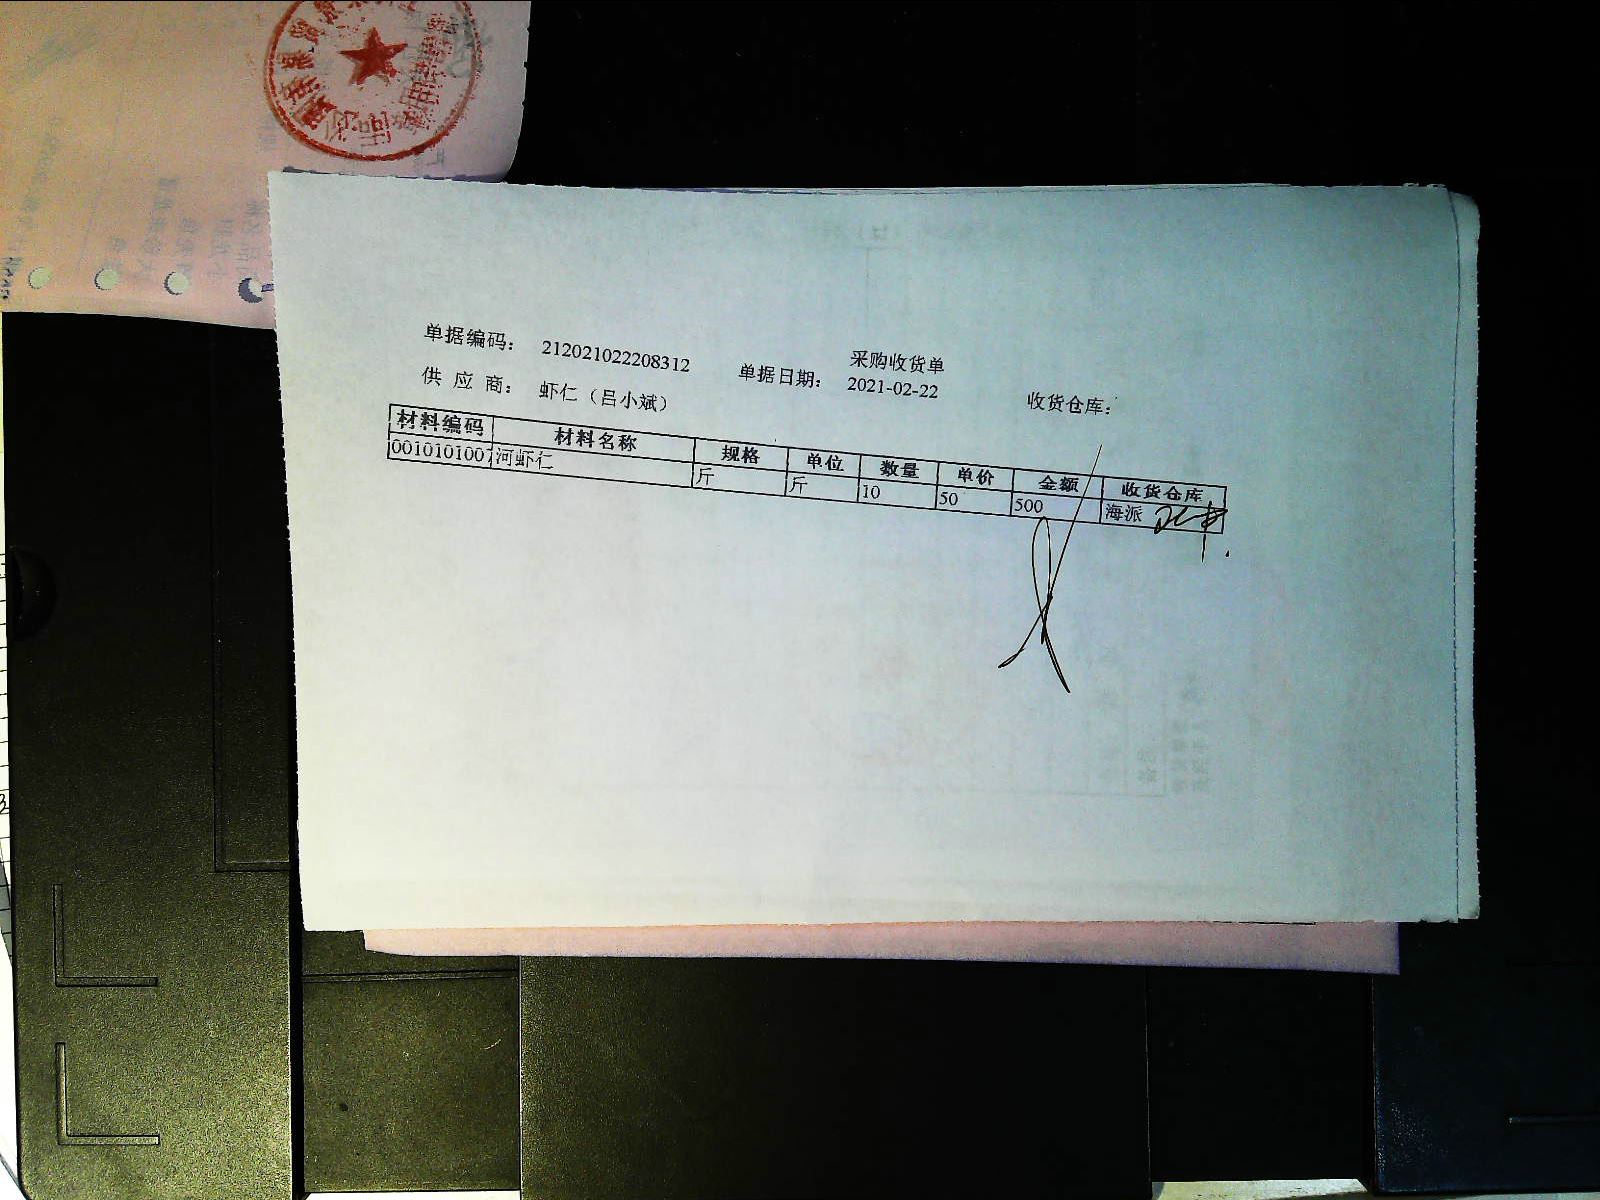 采购收货单
单据编码： 212021022208312 单据日期： 2021-02-22 收货仓库：
供 应 商： 虾仁（吕小斌）
材料编码 材料名称 规格 单位 数量 单价 金额 收货仓库
0010101007 河虾仁 斤 斤 10 50 500 海派